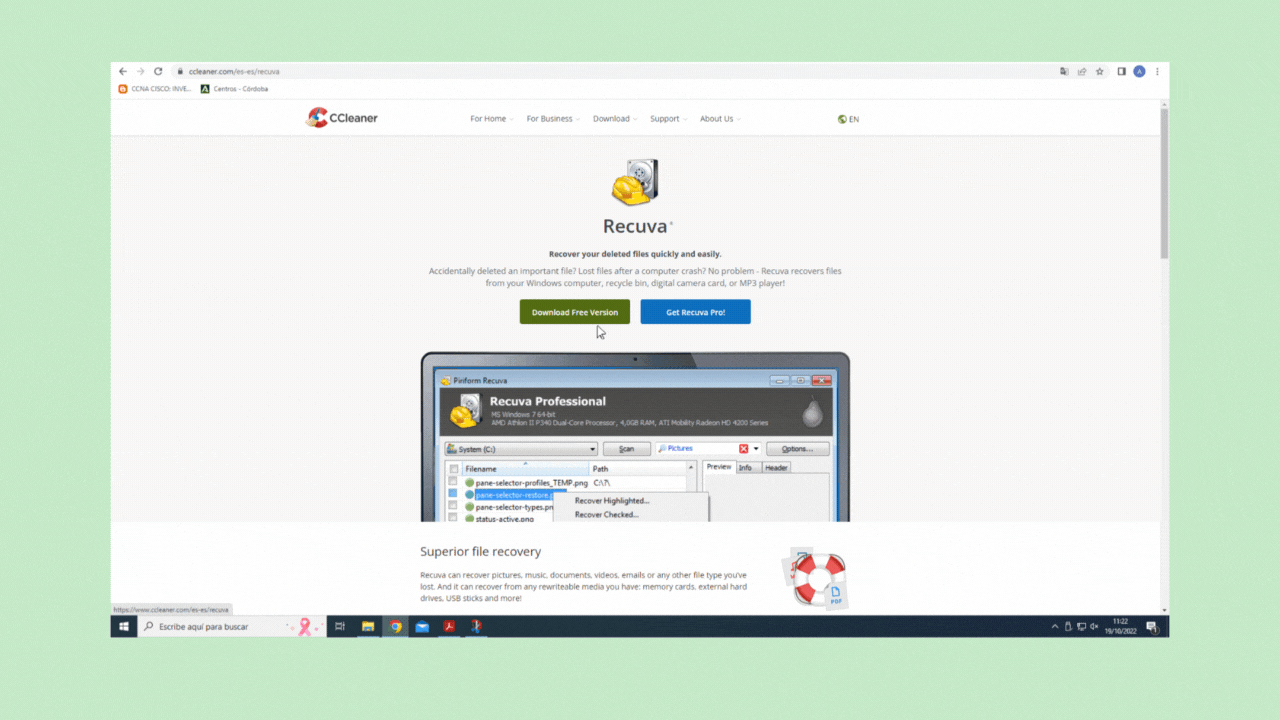 ccleaner.com/es-es/recuva
CCNA CISCO: INVE...
Centros - Córdoba
CCleaner
For Home
For Business
Download
Support
About Us
EN
Recuva®
Recover your deleted files quickly and easily.
Accidentally deleted an important file? Lost files after a computer crash? No problem - Recuva recovers files
from your Windows computer, recycle bin, digital camera card, or MP3 player!
Download Free Version
Get Recuva Pro!
Piriform Recuva
Recuva Professional
MS Windows 7 64-bit
AMD Athlon II P340 Dual-Core Processor, 4,0GB RAM, ATI Mobility Radeon HD 4200 Series
System (C:)
Scan
Pictures
Options...
Filename
Path
Preview
Info
Header
pane-selector-profiles_TEMP.png
C:\?\
pane-selector-restore.p
pane-selector-types.pn
status-active.png
Recover Highlighted...
Recover Checked...
Superior file recovery
Recuva can recover pictures, music, documents, videos, emails or any other file type you've
lost. And it can recover from any rewriteable media you have: memory cards, external hard
drives, USB sticks and more!
PDF
https://www.ccleaner.com/es-es/recuva
Escribe aquí para buscar
11:22
19/10/2022